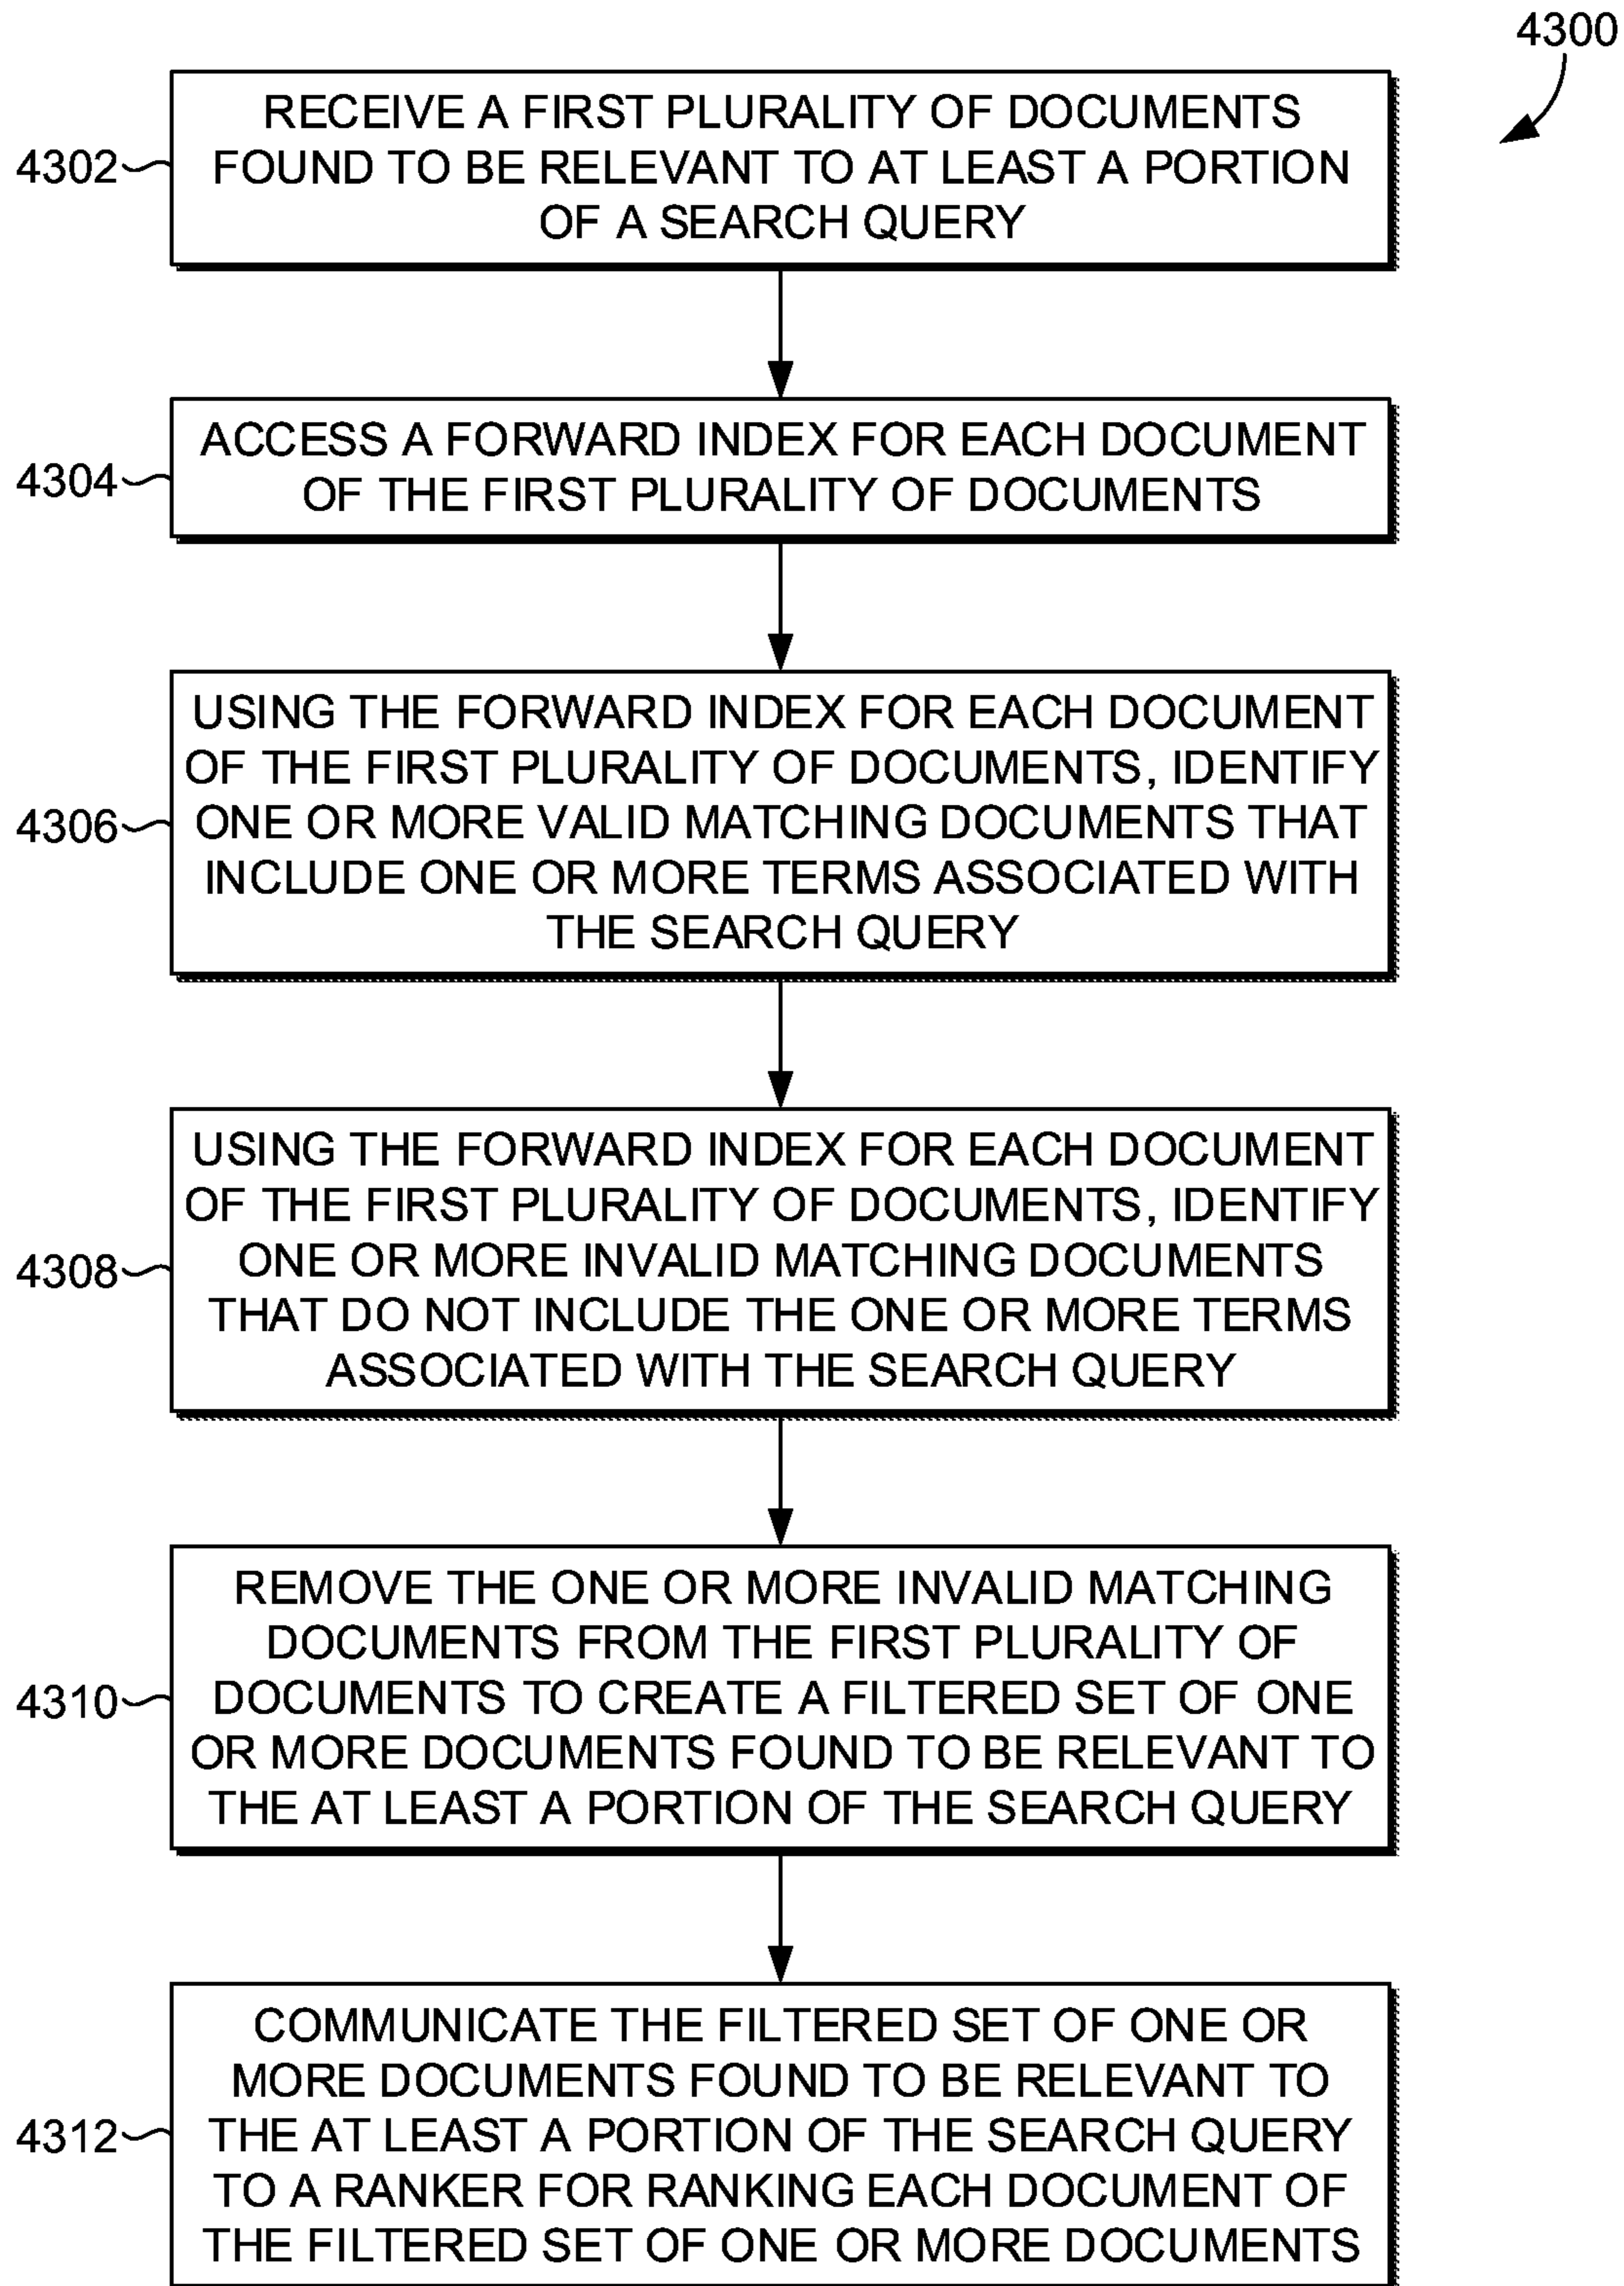 4300
RECEIVE A FIRST PLURALITY OF DOCUMENTS
4302
FOUND TO BE RELEVANT TO AT LEAST A PORTION
OF A SEARCH QUERY
ACCESS A FORWARD INDEX FOR EACH DOCUMENT
4304
OF THE FIRST PLURALITY OF DOCUMENTS
USING THE FORWARD INDEX FOR EACH DOCUMENT
OF THE FIRST PLURALITY OF DOCUMENTS, IDENTIFY
4306
ONE OR MORE VALID MATCHING DOCUMENTS THAT
INCLUDE ONE OR MORE TERMS ASSOCIATED WITH
THE SEARCH QUERY
USING THE FORWARD INDEX FOR EACH DOCUMENT
OF THE FIRST PLURALITY OF DOCUMENTS, IDENTIFY
4308
ONE OR MORE INVALID MATCHING DOCUMENTS
THAT DO NOT INCLUDE THE ONE OR MORE TERMS
ASSOCIATED WITH THE SEARCH QUERY
REMOVE THE ONE OR MORE INVALID MATCHING
DOCUMENTS FROM THE FIRST PLURALITY OF
4310
DOCUMENTS TO CREATE A FILTERED SET OF ONE
OR MORE DOCUMENTS FOUND TO BE RELEVANT TO
THE AT LEAST A PORTION OF THE SEARCH QUERY
COMMUNICATE THE FILTERED SET OF ONE OR
MORE DOCUMENTS FOUND TO BE RELEVANT TO
4312
THE AT LEAST A PORTION OF THE SEARCH QUERY
TO A RANKER FOR RANKING EACH DOCUMENT OF
THE FILTERED SET OF ONE OR MORE DOCUMENTS